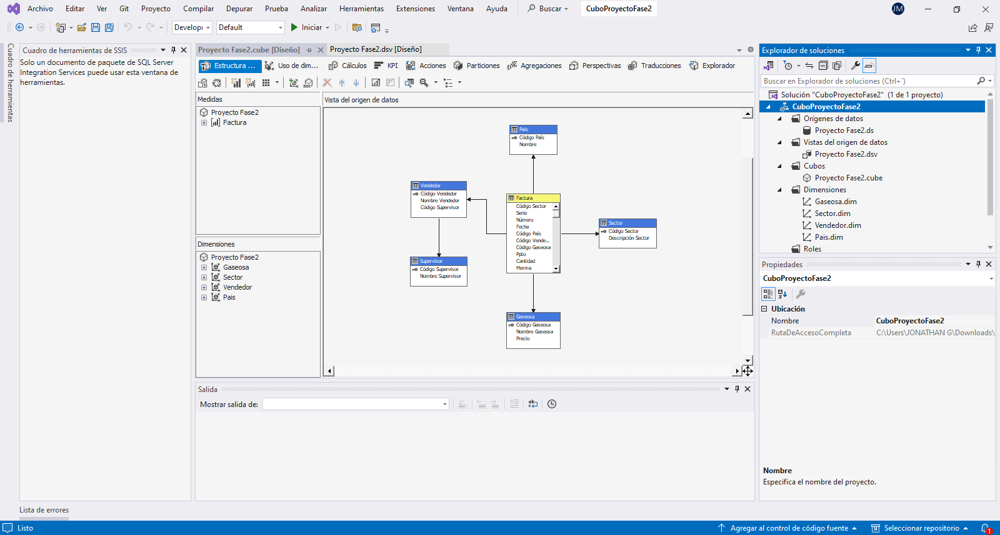 Archivo Editar Ver Git Proyecto Compilar Depurar Prueba Analizar Herramientas Extensiones Ventana Ayuda Buscar CuboProyectoFase2 JM
Developı Default Iniciar
Cuadro de herramientas
Cuadro de herramientas de SSIS
Solo un documento de paquete de SQL Server
Integration Services puede usar esta ventana de
herramientas.
Proyecto Fase2.cube [Diseño] Proyecto Fase2.dsv [Diseño]
Estructura ... Uso de dim... Cálculos KPI Acciones Particiones Agregaciones Perspectivas Traducciones Explorador
Medidas
Proyecto Fase2
Factura
Dimensiones
Proyecto Fase2
Gaseosa
Sector
Vendedor
Pais
Vista del origen de datos
Pais
Código País
Nombre
Vendedor
Código Vendedor
Nombre Vendedor
Código Supervisor
Factura
Código Sector
Serie
Número
Fecha
Código País
Código Vende...
Código Gaseosa
Ppto
Cantidad
Merma
Sector
Código Sector
Descripción Sector
Supervisor
Código Supervisor
Nombre Supervisor
Gaseosa
Código Gaseosa
Nombre Gaseosa
Precio
Salida
Mostrar salida de:
Explorador de soluciones
Buscar en Explorador de soluciones (Ctrl+´)
Solución "CuboProyectoFase2" (1 de 1 proyecto)
CuboProyectoFase2
Orígenes de datos
Proyecto Fase2.ds
Vistas del origen de datos
Proyecto Fase2.dsv
Cubos
Proyecto Fase2.cube
Dimensiones
Gaseosa.dim
Sector.dim
Vendedor.dim
Pais.dim
Roles
Propiedades
CuboProyectoFase2
Ubicación
Nombre CuboProyectoFase2
RutaDeAccesoCompleta C:\Users\JONATHAN G\Downloads\
Nombre
Especifica el nombre del proyecto.
Lista de errores
Listo Agregar al control de código fuente Seleccionar repositorio 1